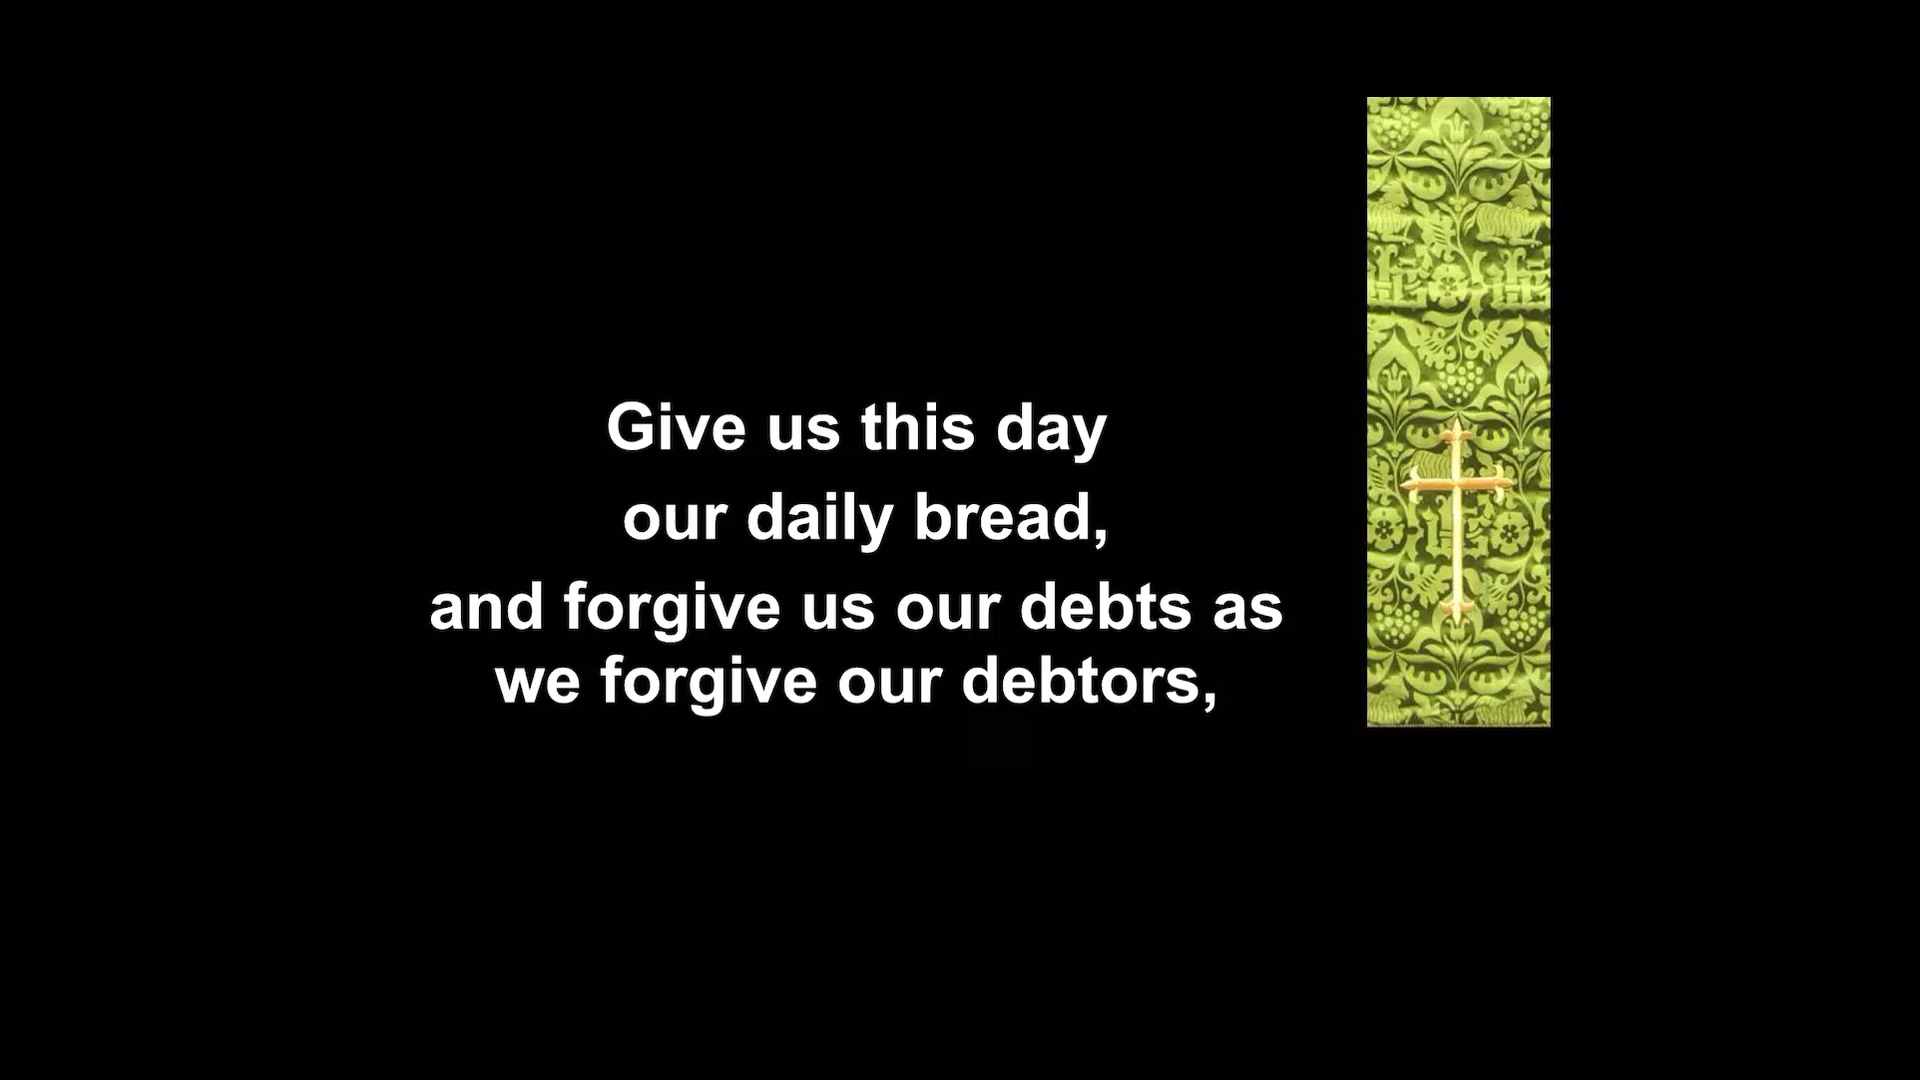 Give us this day
our daily bread,
and forgive us our debts as
we forgive our debtors,